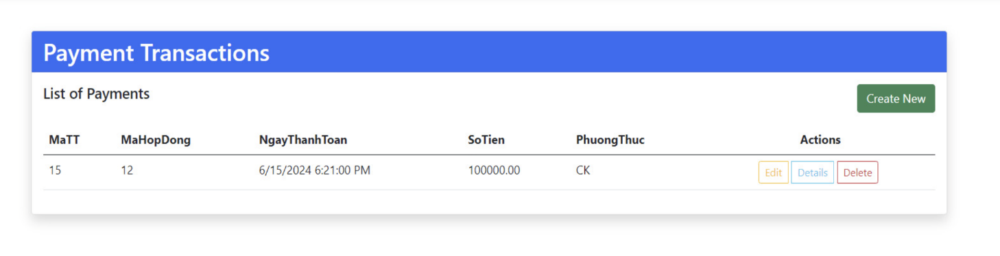 Payment Transactions
List of Payments
Create New
MaTT MaHopDong NgayThanhToan SoTien PhuongThuc Actions
15 12 6/15/2024 6:21:00 PM 100000.00 CK Edit Details Delete